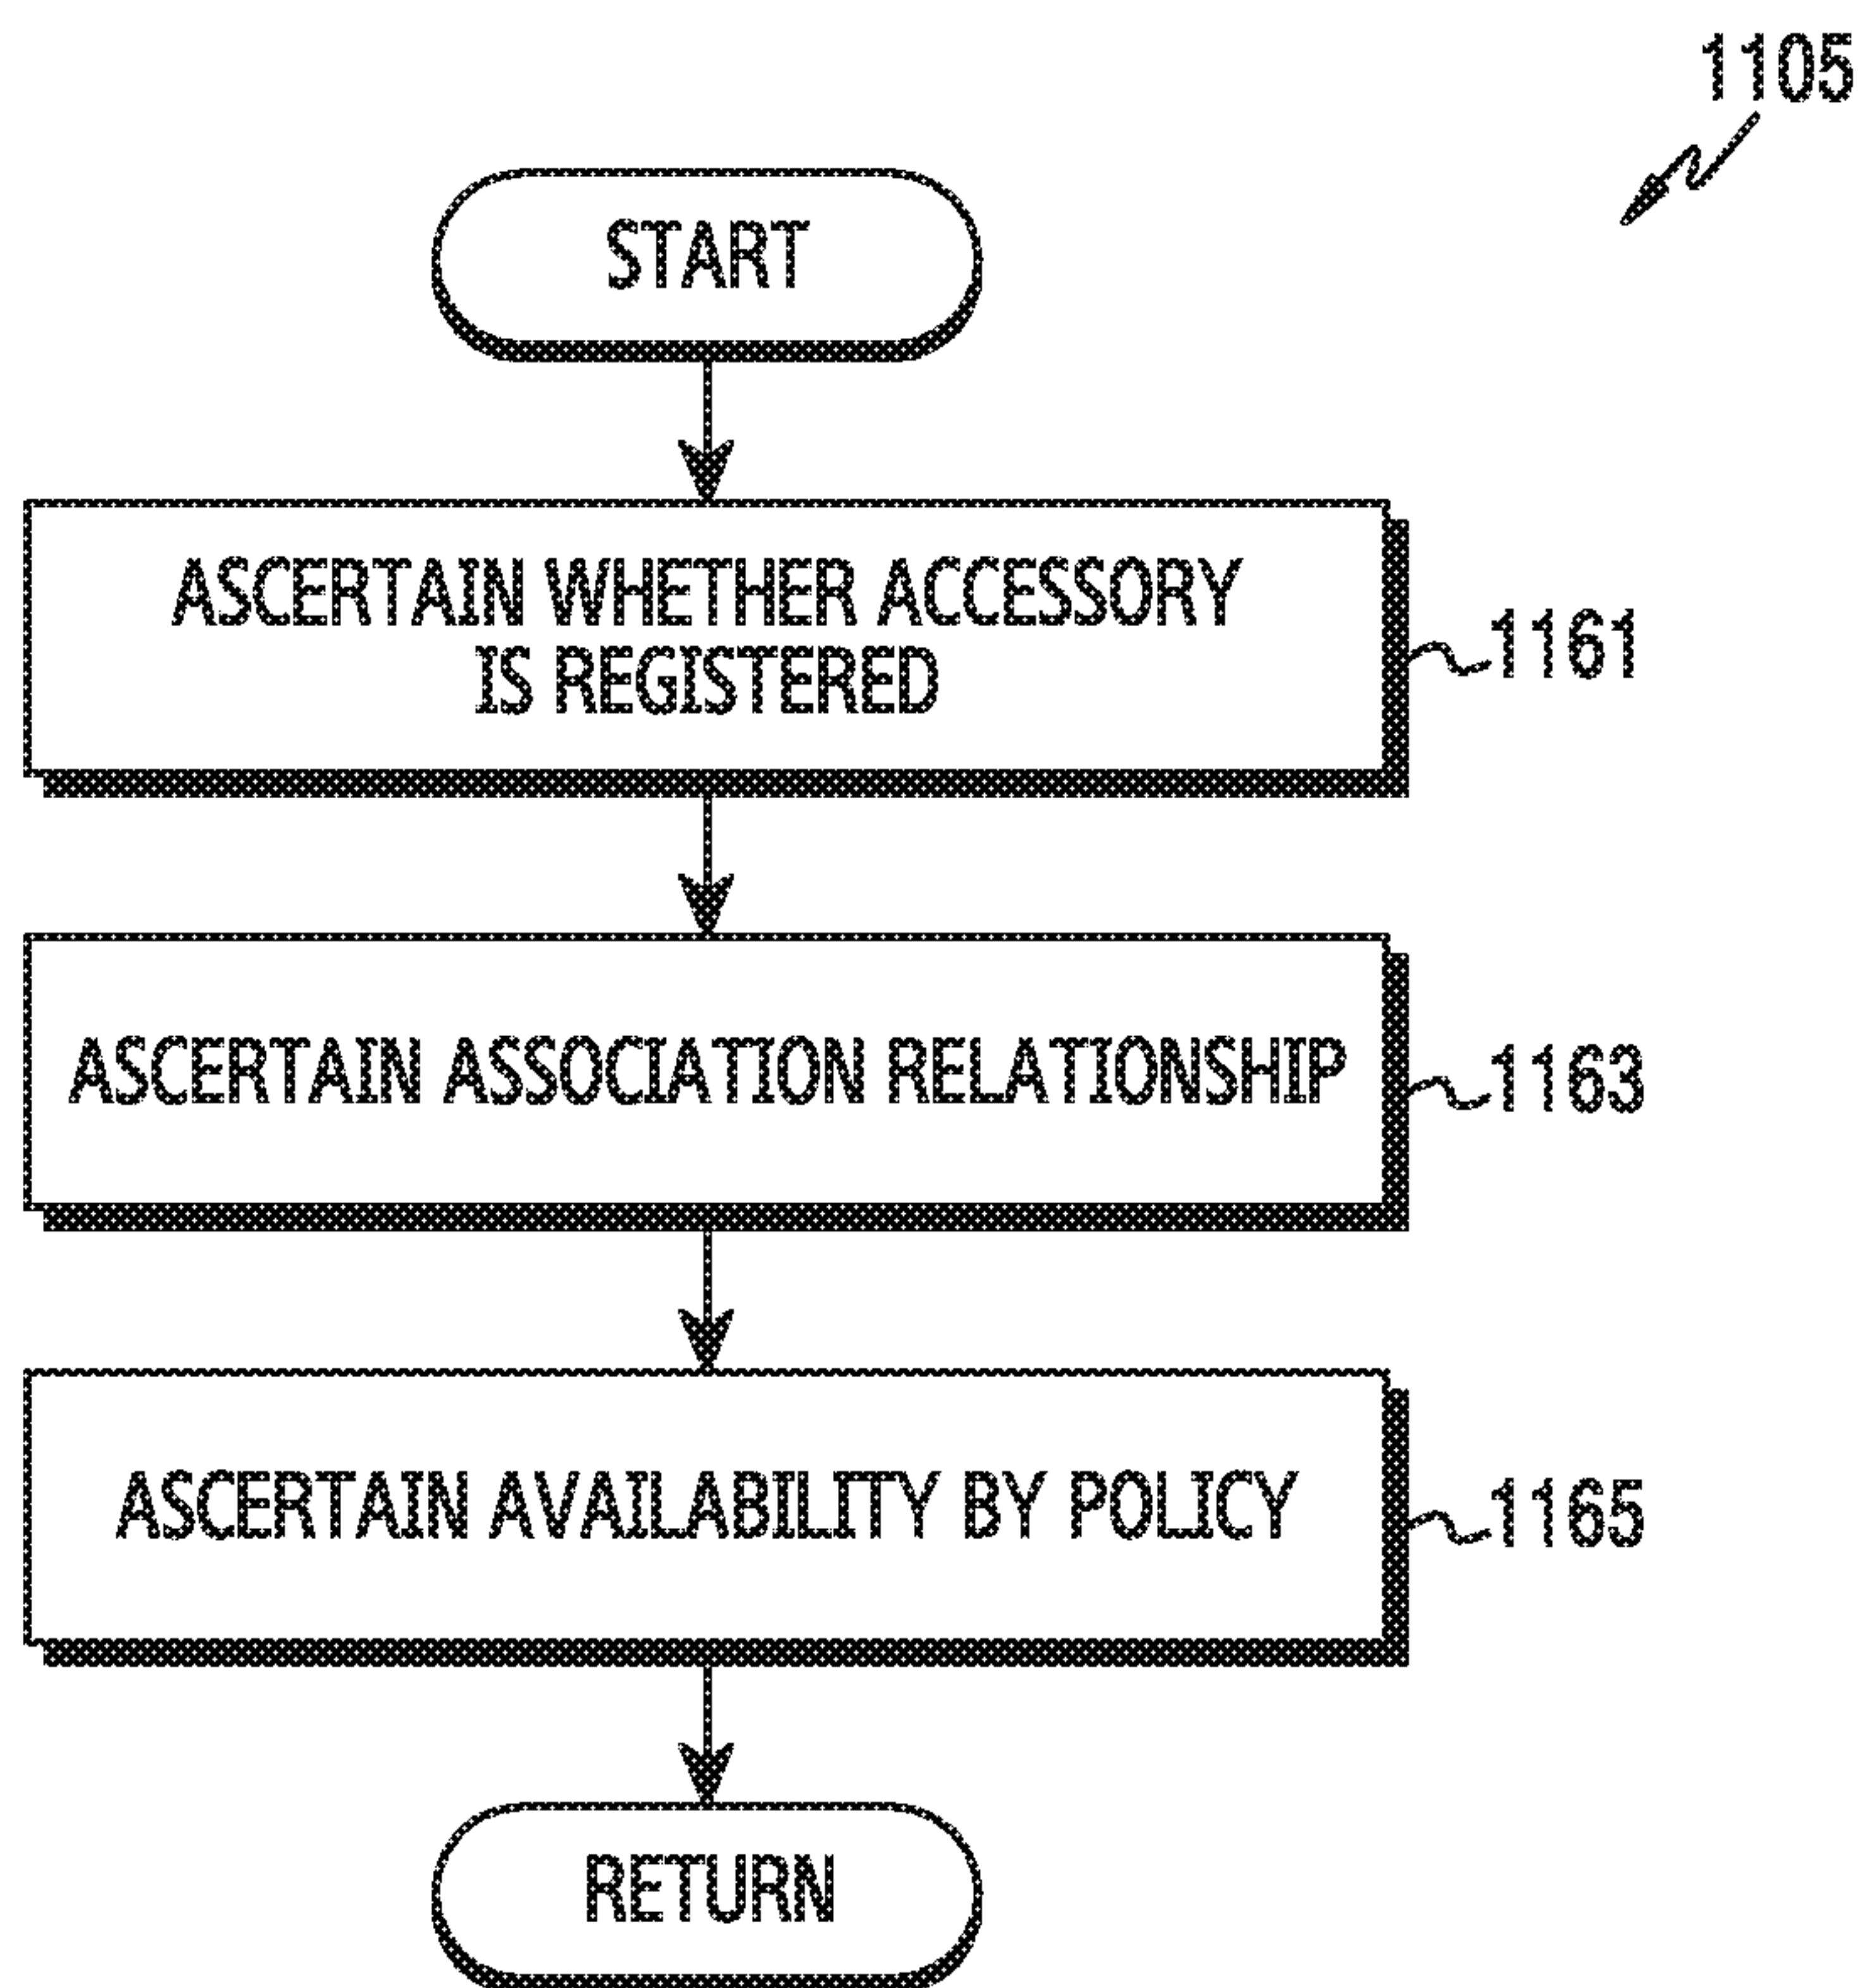 1105
START
ASCERTAIN WHETHER ACCESSORY
IS REGISTERED
1161
ASCERTAIN ASSOCIATION RELATIONSHIP
1163
ASCERTAIN AVAILABILITY BY POLICY
1165
RETURN